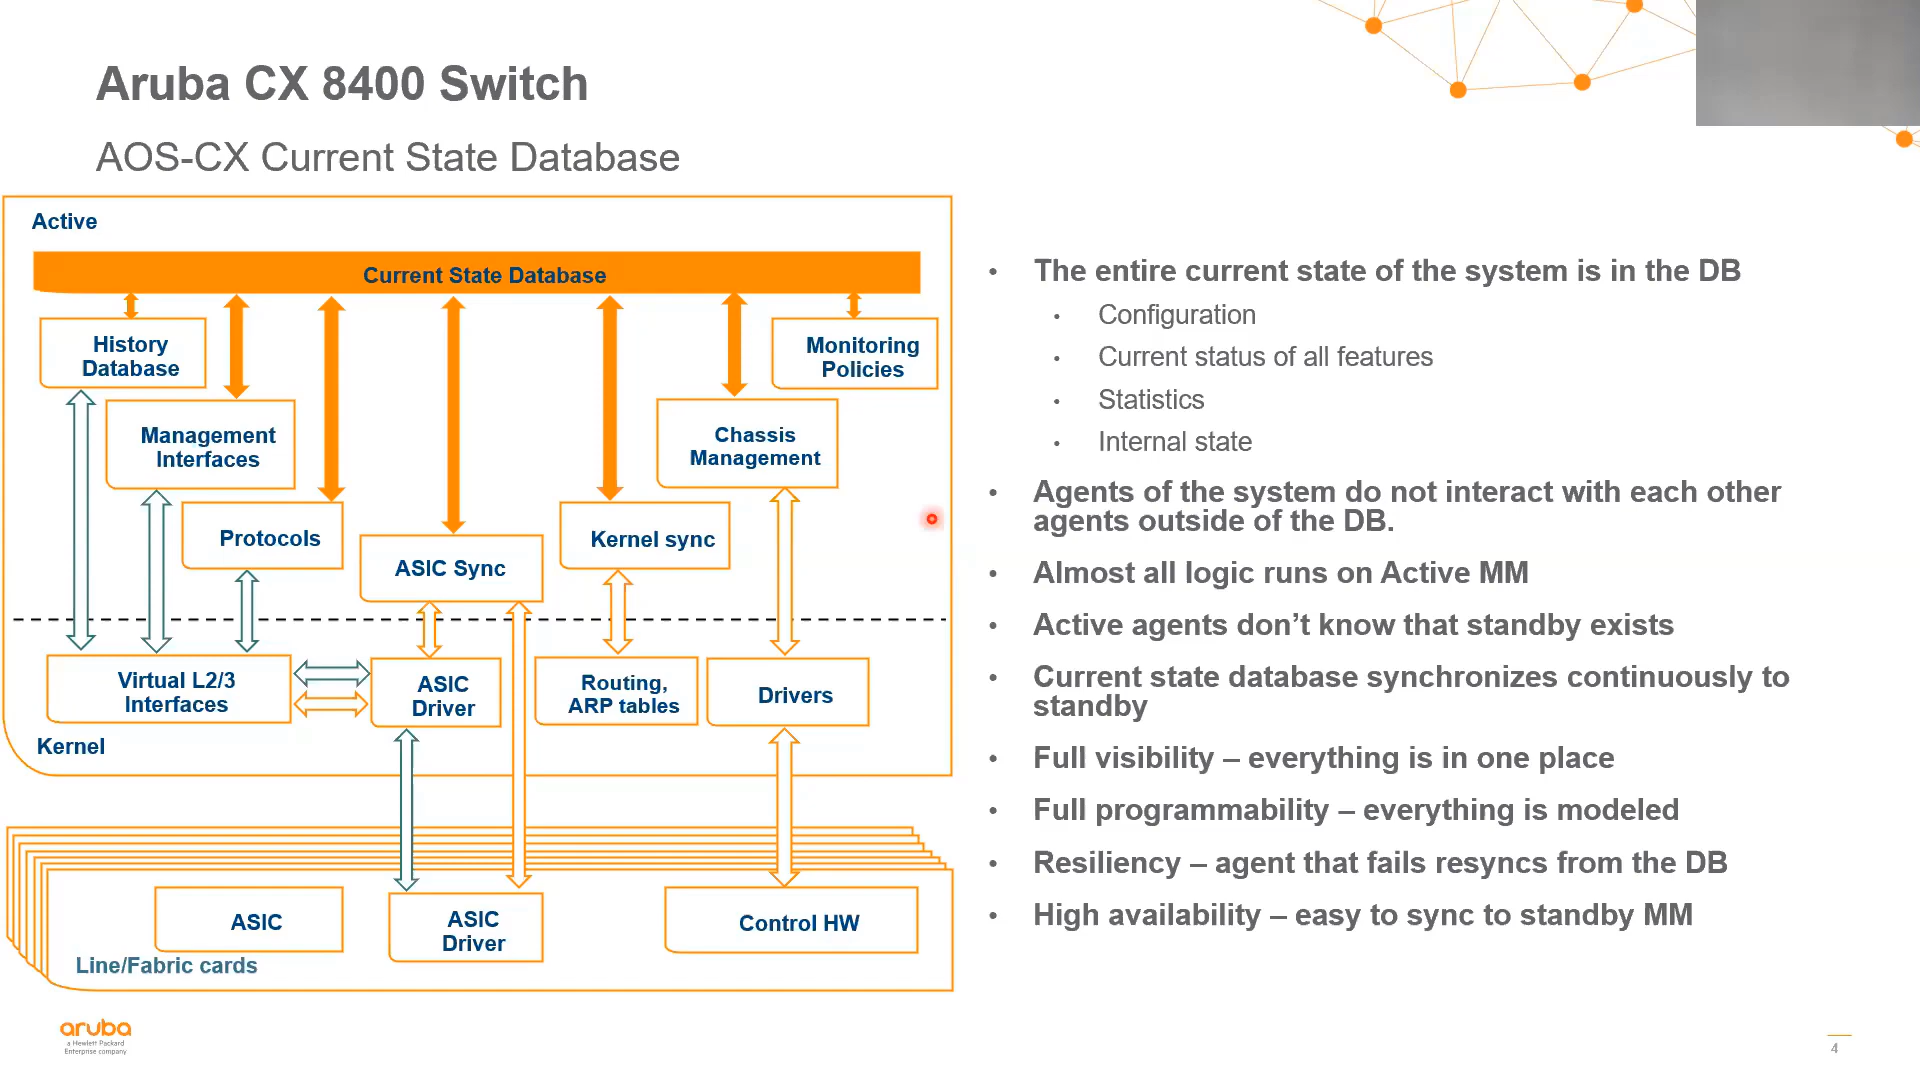 Aruba CX 8400 Switch
AOS-CX Current State Database
Active
Current State Database
History
Database
Monitoring
Policies
Management
Interfaces
Chassis
Management
Protocols
ASIC Sync
Kernel sync
Virtual L2/3
Interfaces
ASIC
Driver
Routing,
ARP tables
Drivers
Kernel
ASIC
ASIC
Driver
Control HW
Line/Fabric cards
• The entire current state of the system is in the DB
• Configuration
• Current status of all features
• Statistics
• Internal state
• Agents of the system do not interact with each other
agents outside of the DB.
• Almost all logic runs on Active MM
• Active agents don’t know that standby exists
• Current state database synchronizes continuously to
standby
• Full visibility – everything is in one place
• Full programmability – everything is modeled
• Resiliency – agent that fails resyncs from the DB
• High availability – easy to sync to standby MM
aruba
a Hewlett Packard
Enterprise company
4